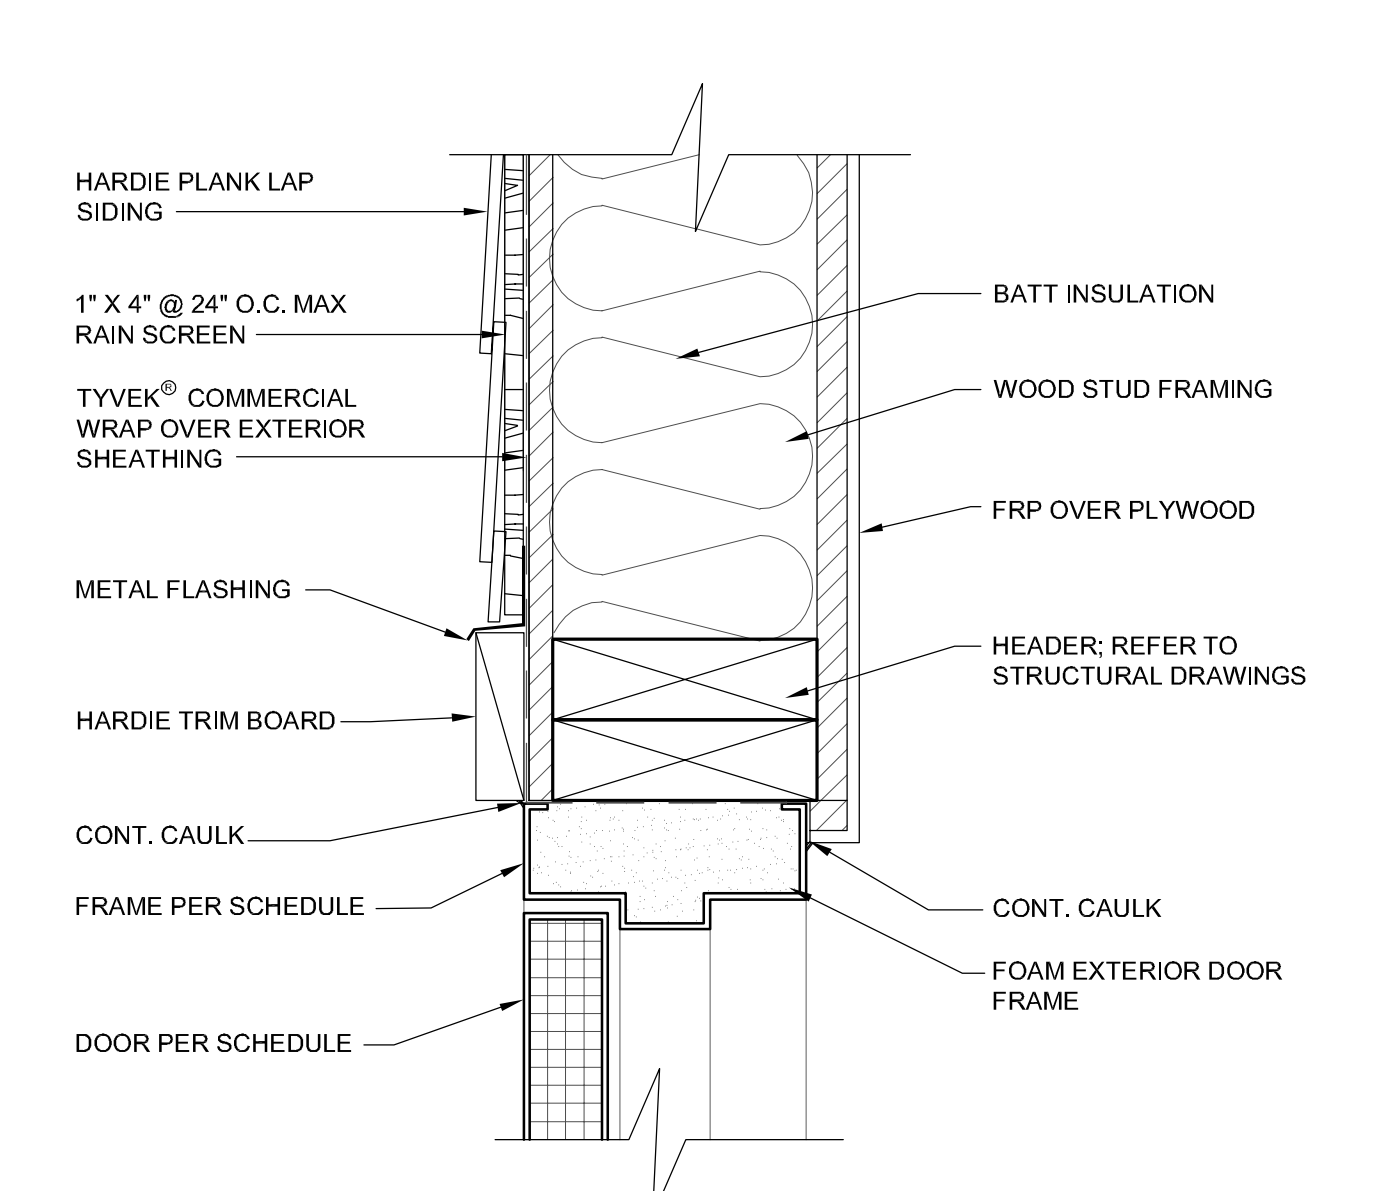 HARDIE PLANK LAP
SIDING
1" X 4" @ 24" O.C. MAX
RAIN SCREEN
TYVEK® COMMERCIAL
WRAP OVER EXTERIOR
SHEATHING
METAL FLASHING
HARDIE TRIM BOARD
CONT. CAULK
FRAME PER SCHEDULE
DOOR PER SCHEDULE
BATT INSULATION
WOOD STUD FRAMING
FRP OVER PLYWOOD
HEADER; REFER TO
STRUCTURAL DRAWINGS
CONT. CAULK
FOAM EXTERIOR DOOR
FRAME